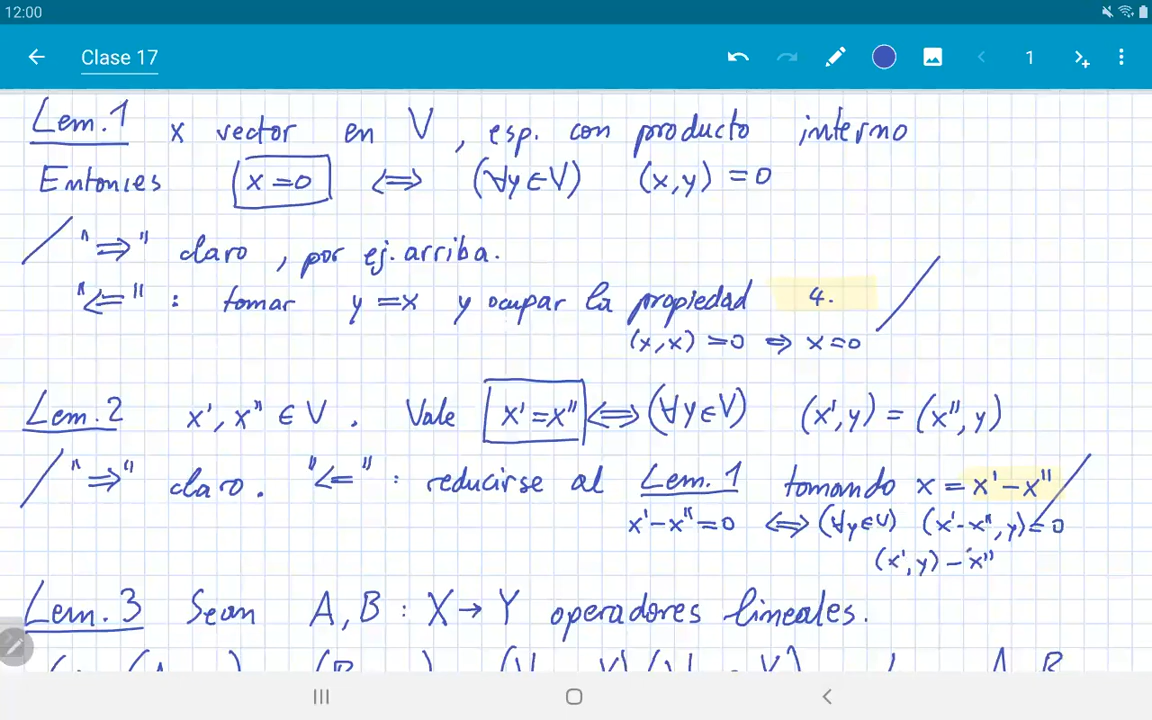 12:00
Clase 17
1
Lem.1 x vector en V, esp. con producto interno
Entonces x=0 ⟺ (∀y∈V) (x,y)=0
"⇒" claro, por ej. arriba.
"⇐": tomar y=x y ocupar la propiedad 4.
(x,x)=0 ⇒ x=0
Lem.2 x',x"∈V. Vale x'=x" ⟺ (∀y∈V) (x',y)=(x",y)
"⇒" claro. "⇐": reducirse al Lem.1 tomando x=x'-x"
x'-x"=0 ⟺ (∀y∈V) (x'-x",y)=0
(x',y)-x"
Lem.3 Sean A,B: X→Y operadores lineales.